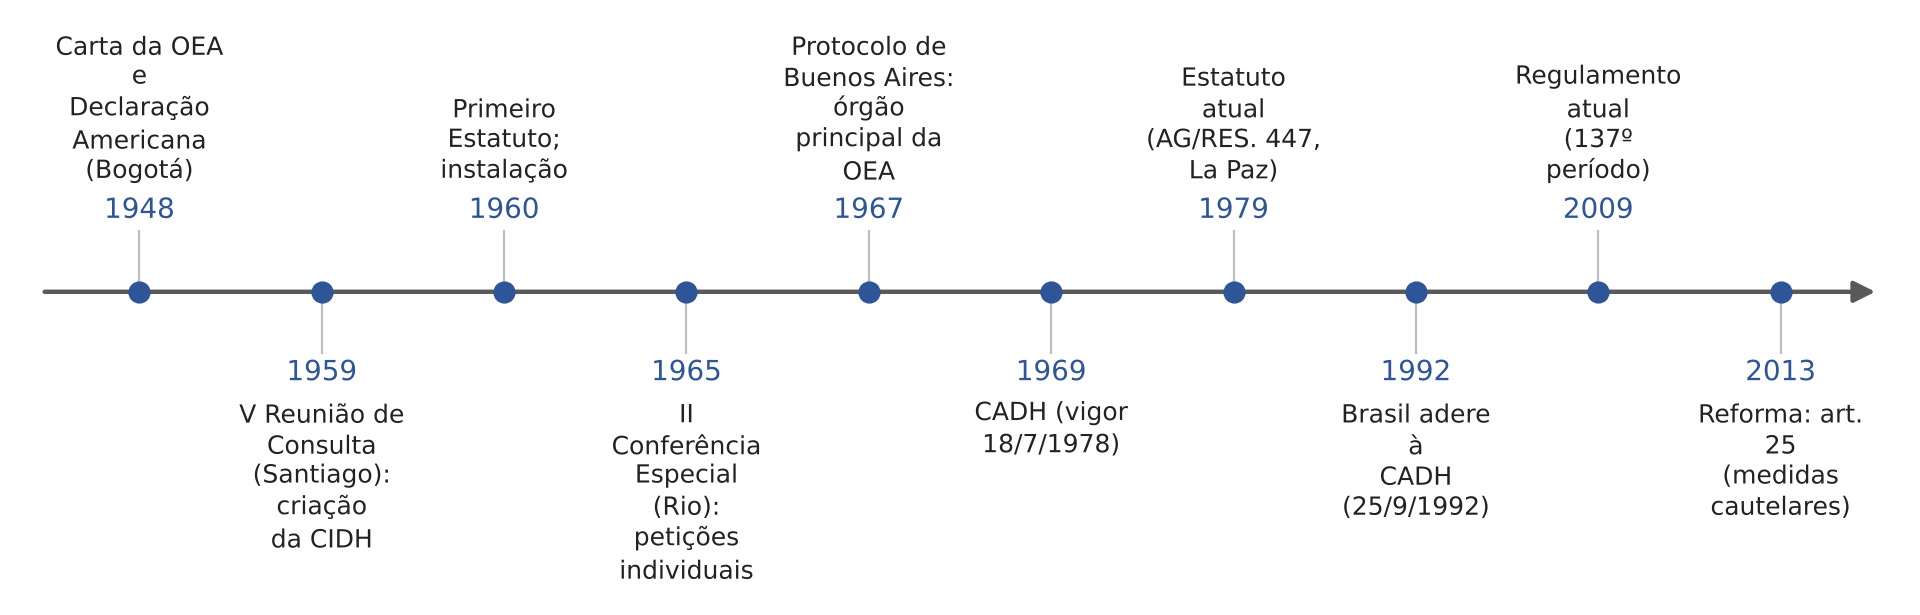 Carta da OEA
e
Declaração
Americana
(Bogotá)
1948
Primeiro
Estatuto;
instalação
1960
Protocolo de
Buenos Aires:
órgão
principal da
OEA
1967
Estatuto
atual
(AG/RES. 447,
La Paz)
1979
Regulamento
atual
(137º
período)
2009
1959
V Reunião de
Consulta
(Santiago):
criação
da CIDH
1965
II
Conferência
Especial
(Rio):
petições
individuais
1969
CADH (vigor
18/7/1978)
1992
Brasil adere
à
CADH
(25/9/1992)
2013
Reforma: art.
25
(medidas
cautelares)